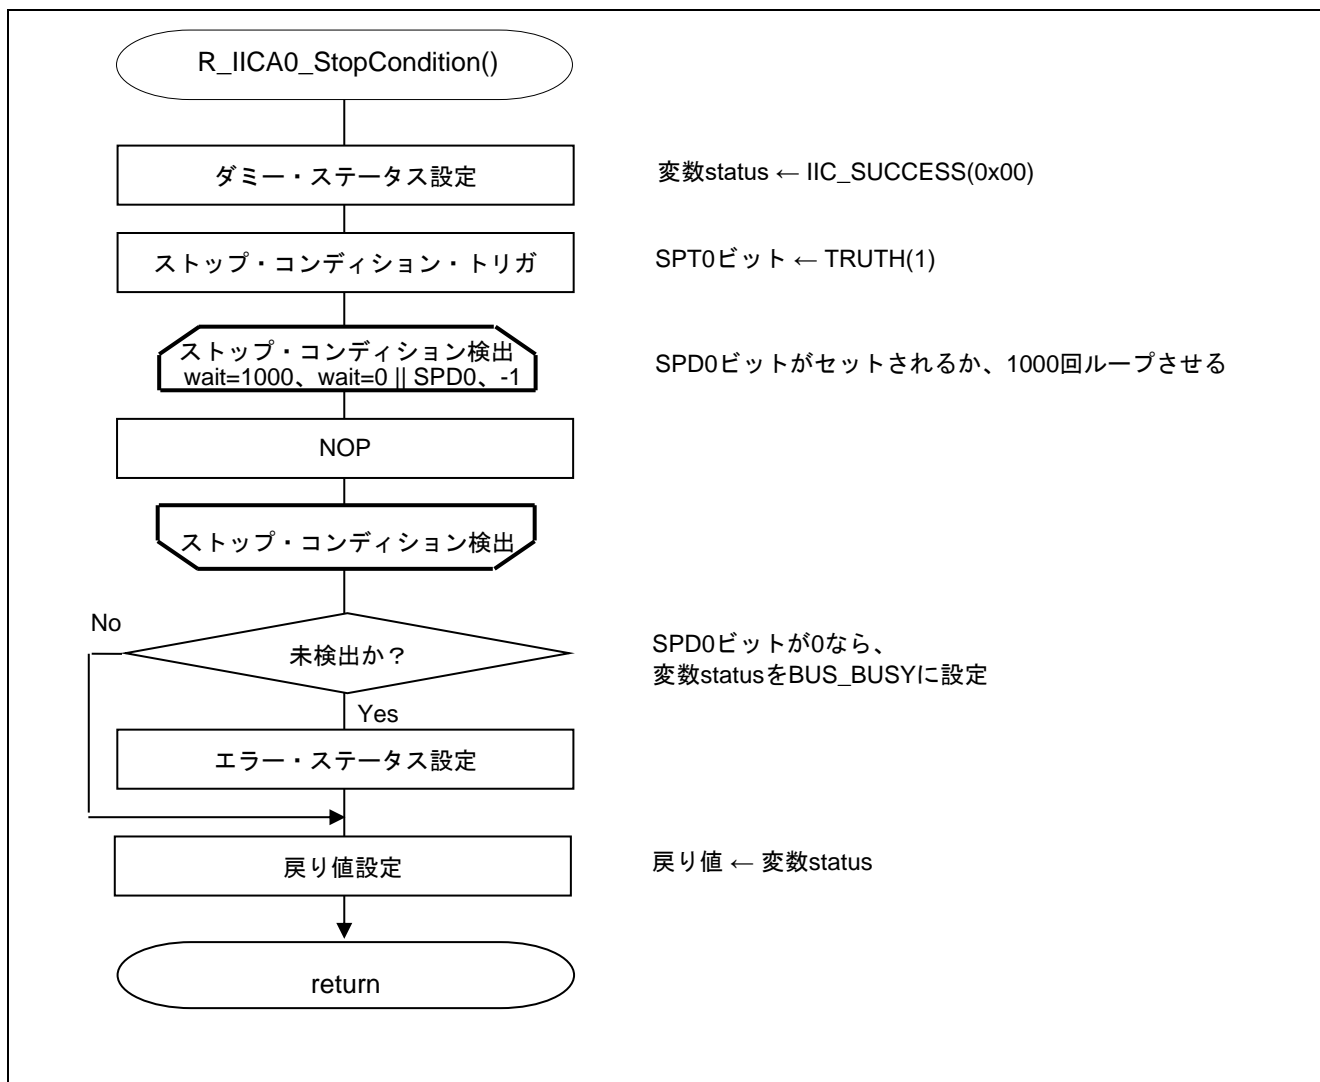 R_IICA0_StopCondition()
ダミー・ステータス設定
変数status ← IIC_SUCCESS(0x00)
ストップ・コンディション・トリガ
SPT0ビット ← TRUTH(1)
ストップ・コンディション検出
wait=1000、wait=0 || SPD0、-1
SPD0ビットがセットされるか、1000回ループさせる
NOP
ストップ・コンディション検出
No
未検出か？
SPD0ビットが0なら、
変数statusをBUS_BUSYに設定
Yes
エラー・ステータス設定
戻り値設定
戻り値 ← 変数status
return